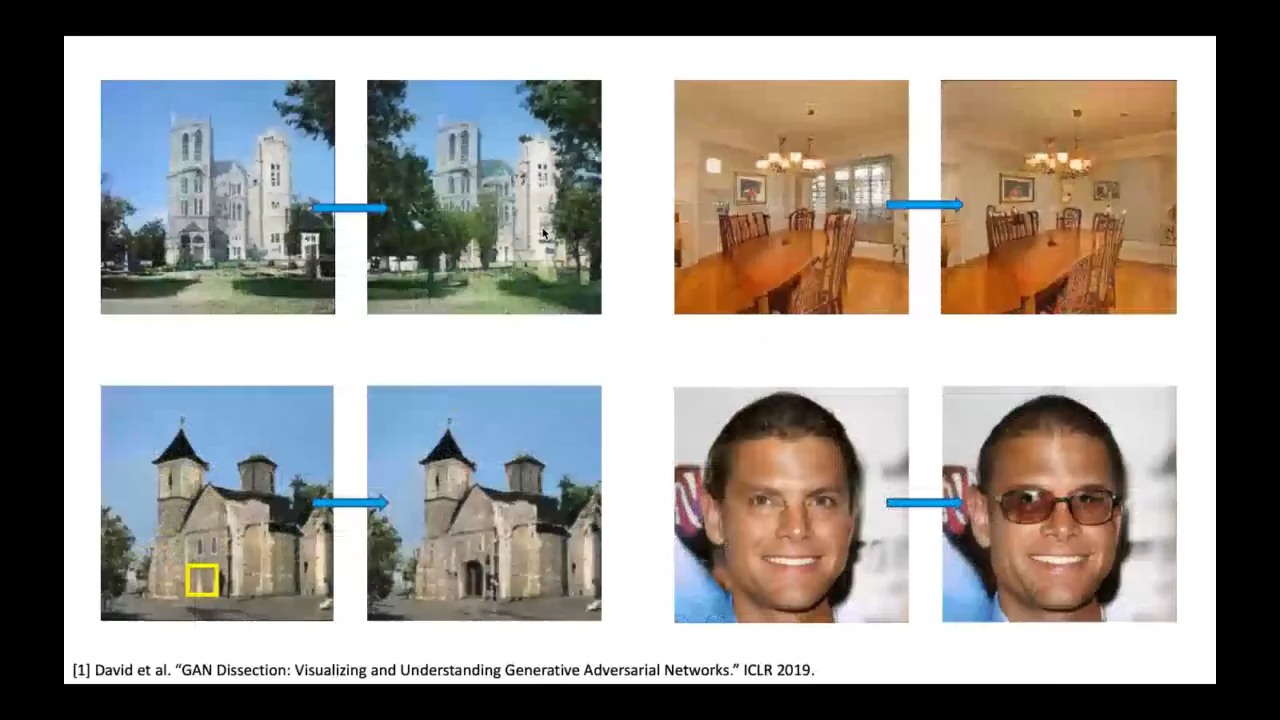 [1] David et al. “GAN Dissection: Visualizing and Understanding Generative Adversarial Networks.” ICLR 2019.